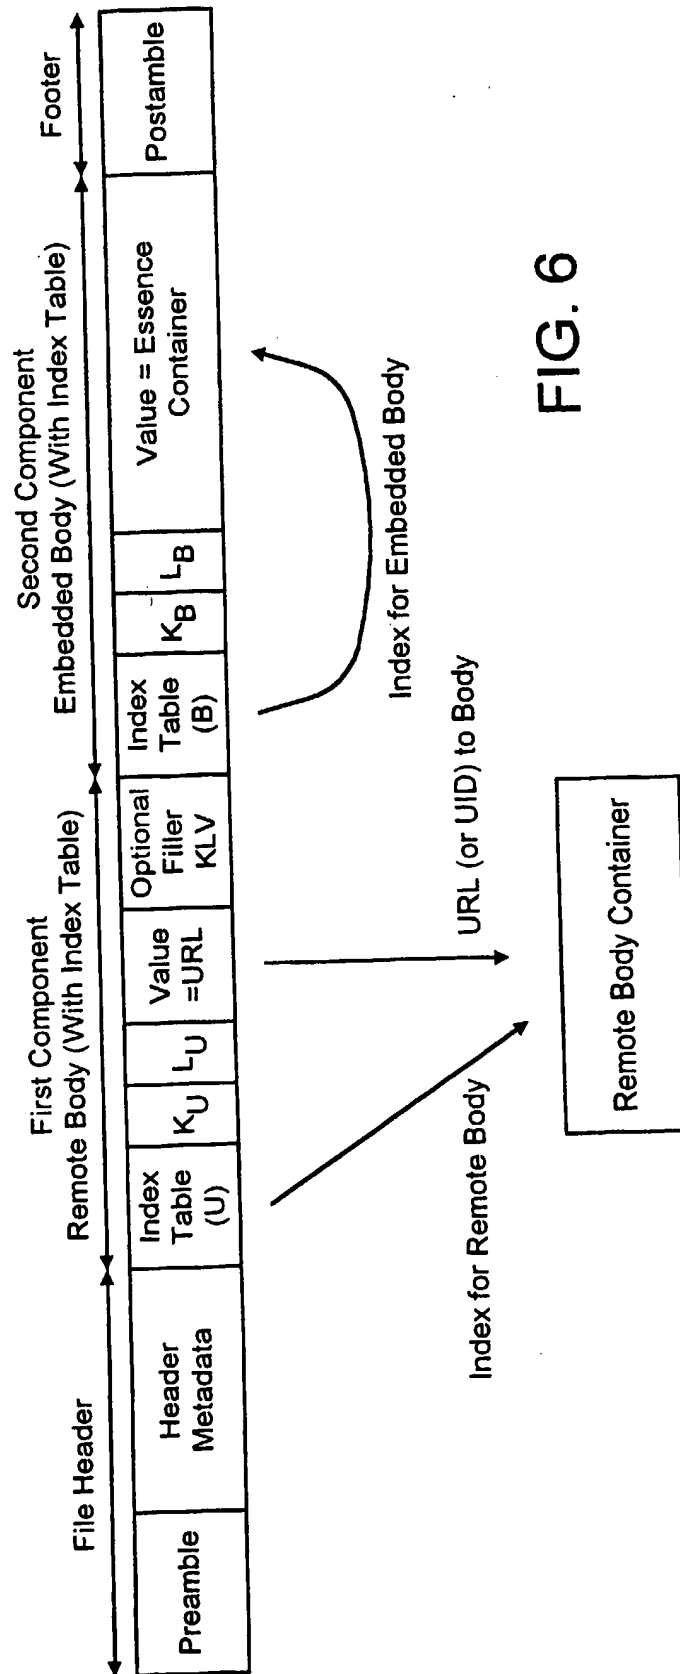 File Header
First Component
Remote Body (With Index Table)
Second Component
Embedded Body (With Index Table)
Footer
Preamble
Header
Metadata
Index
Table
(U)
KU
LU
Value
=URL
Optional
Filler
KLV
Index
Table
(B)
KB
LB
Value = Essence
Container
Postamble
Index for Remote Body
URL (or UID) to Body
Index for Embedded Body
Remote Body Container
FIG. 6